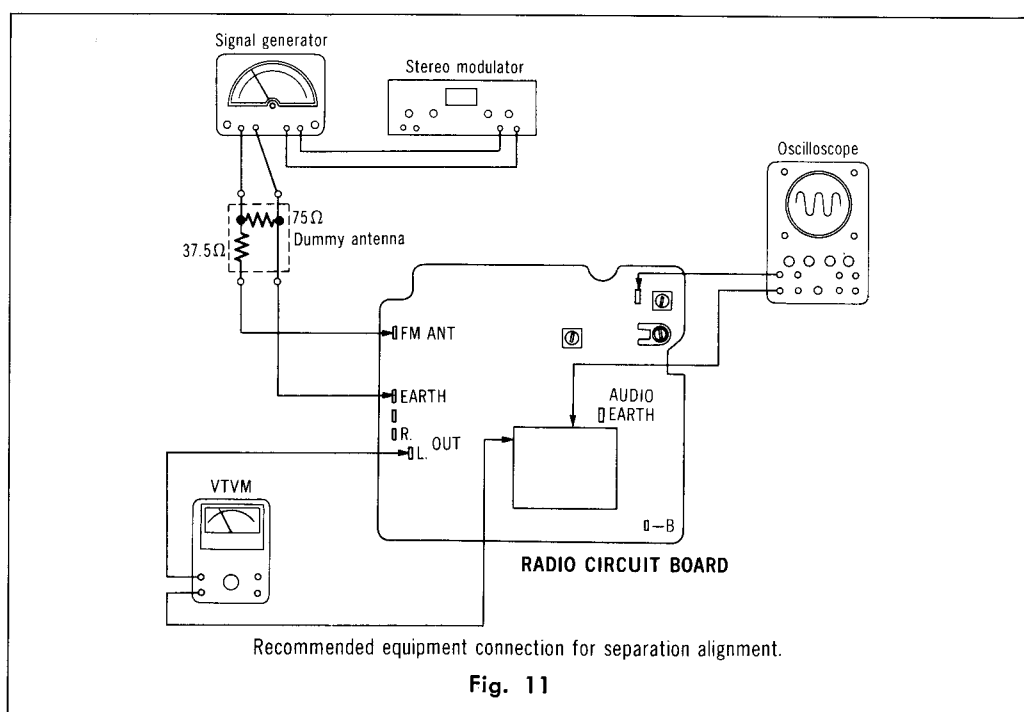 Signal generator
Stereo modulator
Oscilloscope
75Ω
Dummy antenna
37.5Ω
FM ANT
EARTH
AUDIO
EARTH
R.
OUT
L.
VTVM
—B
RADIO CIRCUIT BOARD
Recommended equipment connection for separation alignment.
Fig. 11